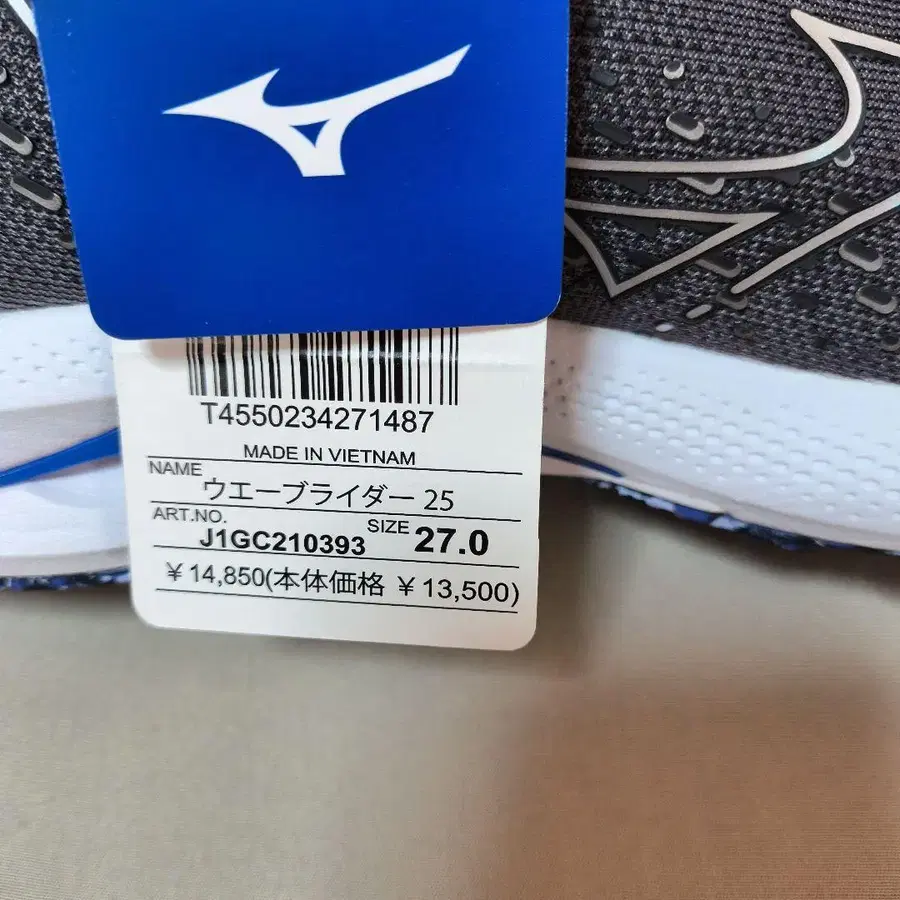 T4550234271487
MADE IN VIETNAM
NAME ウエーブライダー 25
ART.NO. J1GC210393 SIZE 27.0
¥14,850(本体価格 ¥13,500)